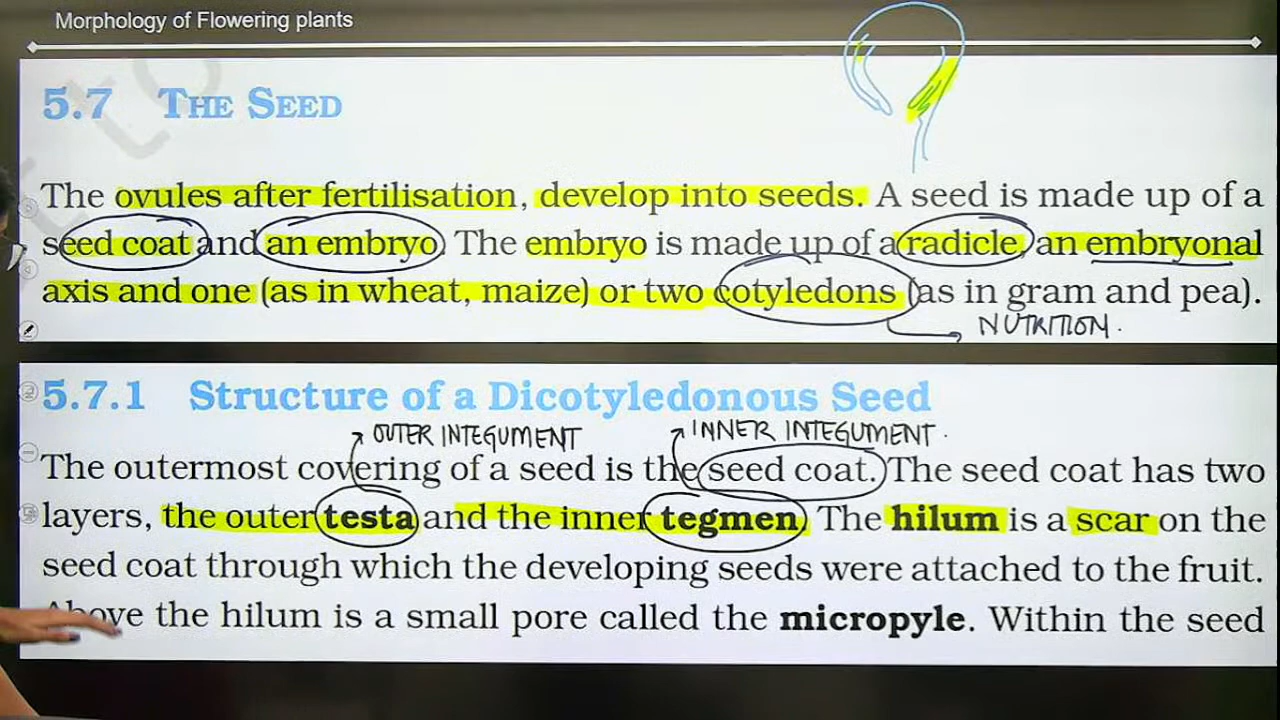 Morphology of Flowering plants
5.7 THE SEED
The ovules after fertilisation, develop into seeds. A seed is made up of a
seed coat and an embryo. The embryo is made up of a radicle, an embryonal
axis and one (as in wheat, maize) or two cotyledons (as in gram and pea).
NUTRITION.
5.7.1 Structure of a Dicotyledonous Seed
OUTER INTEGUMENT INNER INTEGUMENT.
The outermost covering of a seed is the seed coat. The seed coat has two
layers, the outer testa and the inner tegmen. The hilum is a scar on the
seed coat through which the developing seeds were attached to the fruit.
Above the hilum is a small pore called the micropyle. Within the seed